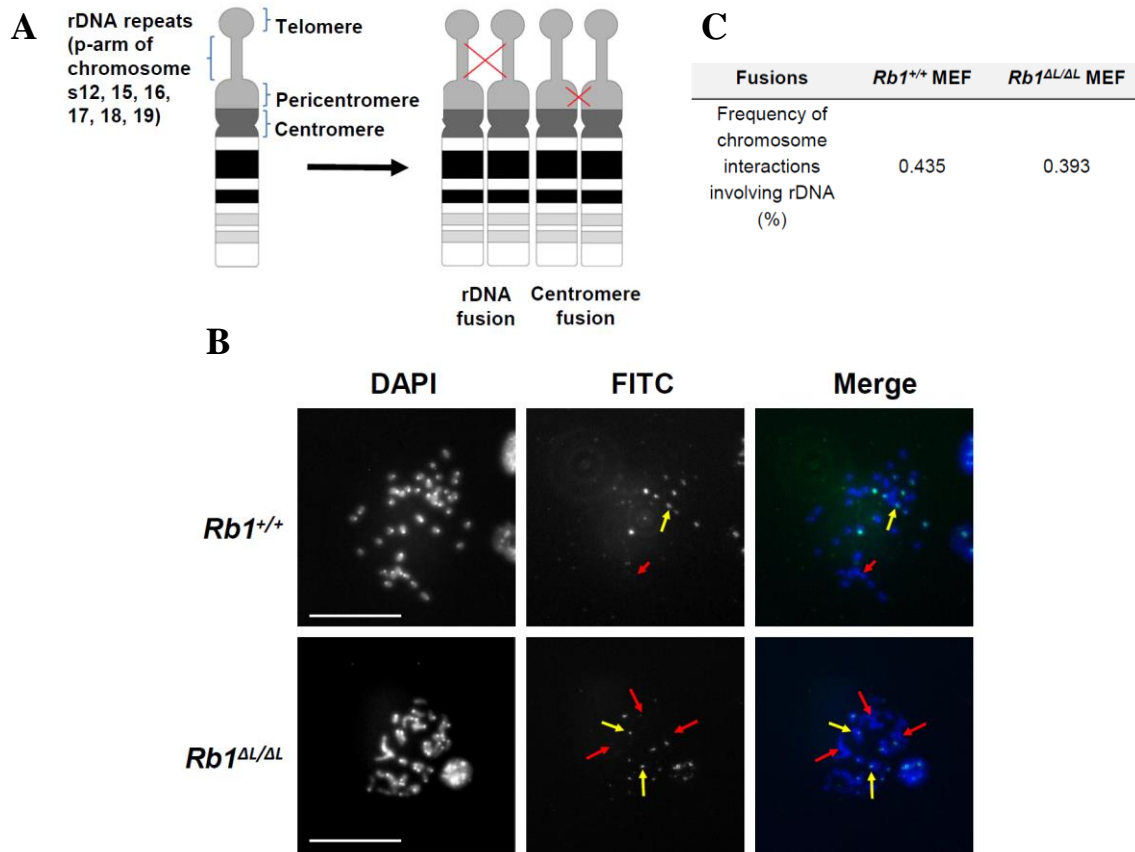 A
rDNA repeats
(p-arm of
chromosome
s12, 15, 16,
17, 18, 19)
Telomere
Pericentromere
Centromere
rDNA
fusion
Centromere
fusion
C
Fusions Rb1+/+ MEF Rb1ΔL/ΔL MEF
Frequency of
chromosome
interactions
involving rDNA
(%)
0.435 0.393
B
DAPI FITC Merge
Rb1+/+
Rb1ΔL/ΔL